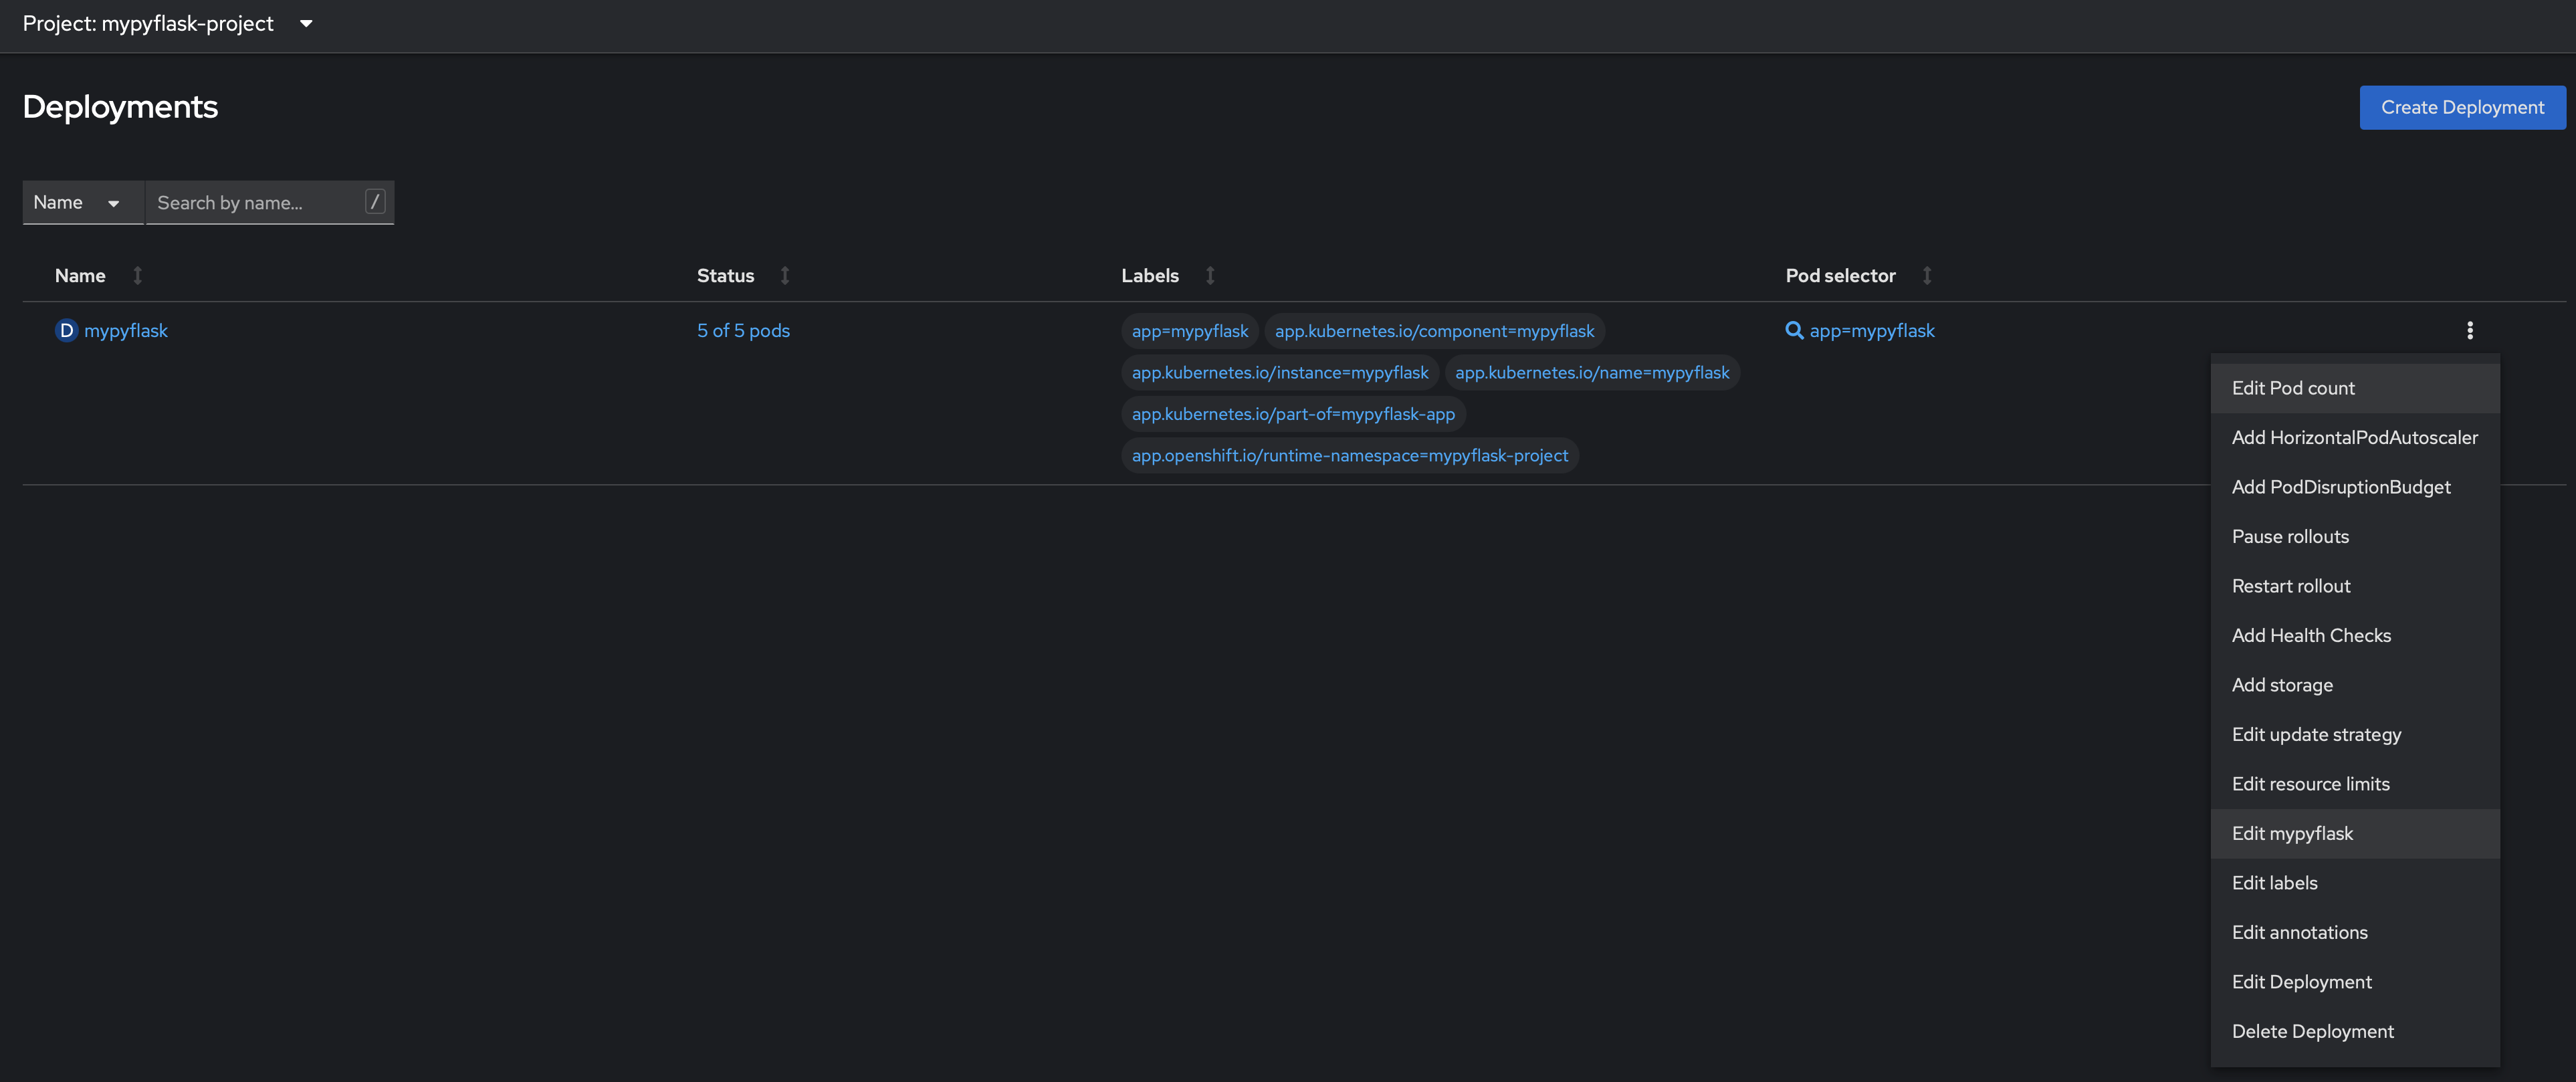 Project: mypyflask-project
Deployments
Create Deployment
Name
Search by name...
/
Name Status Labels Pod selector
D mypyflask 5 of 5 pods app=mypyflask app.kubernetes.io/component=mypyflask app=mypyflask
app.kubernetes.io/instance=mypyflask app.kubernetes.io/name=mypyflask
app.kubernetes.io/part-of=mypyflask-app
app.openshift.io/runtime-namespace=mypyflask-project
Edit Pod count
Add HorizontalPodAutoscaler
Add PodDisruptionBudget
Pause rollouts
Restart rollout
Add Health Checks
Add storage
Edit update strategy
Edit resource limits
Edit mypyflask
Edit labels
Edit annotations
Edit Deployment
Delete Deployment